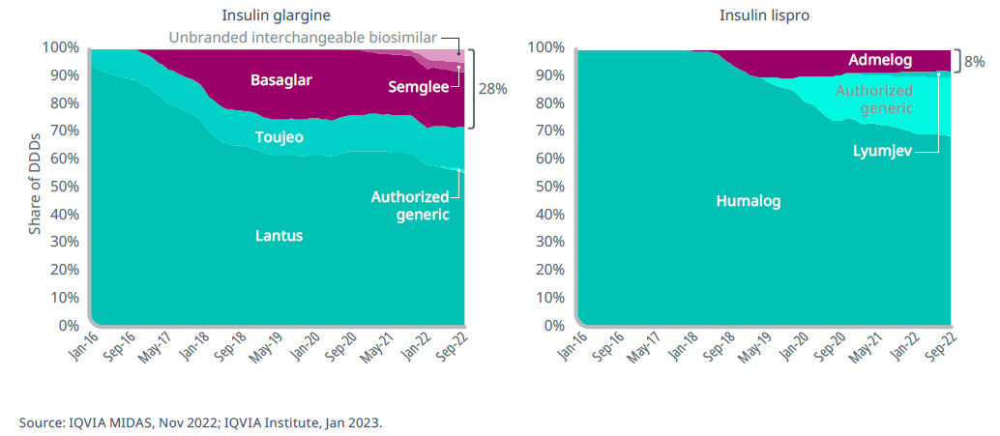 Insulin glargine
Unbranded interchangeable biosimilar
Share of DDDs
100%
90%
80%
70%
60%
50%
40%
30%
20%
10%
0%
Basaglar
Semglee
28%
Toujeo
Authorized
generic
Lantus
Jan-16
Sep-16
May-17
Jan-18
Sep-18
May-19
Jan-20
Sep-20
May-21
Jan-22
Sep-22
Insulin lispro
100%
90%
80%
70%
60%
50%
40%
30%
20%
10%
0%
Admelog
8%
Authorized
generic
Lyumjev
Humalog
Jan-16
Sep-16
May-17
Jan-18
Sep-18
May-19
Jan-20
Sep-20
May-21
Jan-22
Sep-22
Source: IQVIA MIDAS, Nov 2022; IQVIA Institute, Jan 2023.